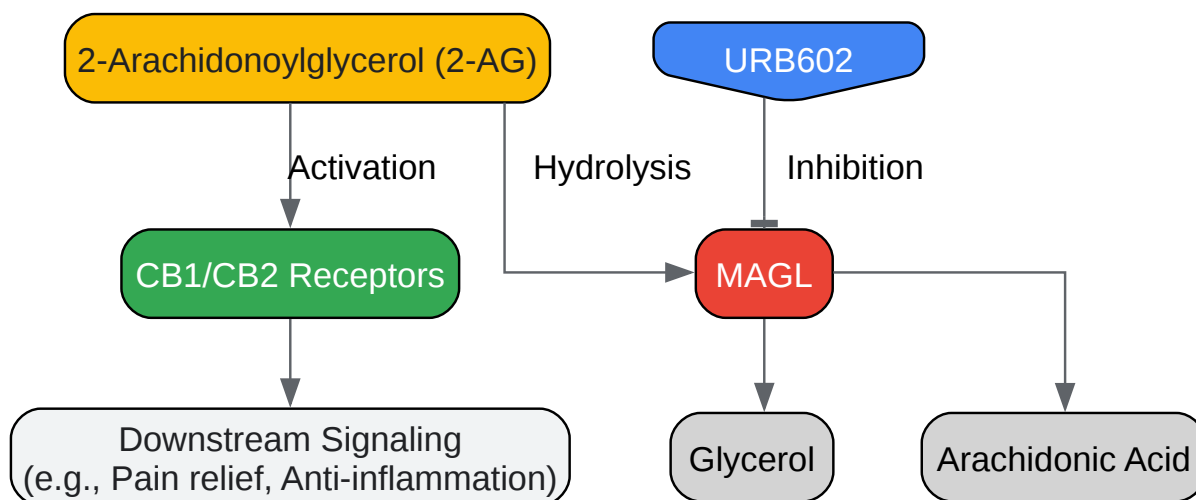 2-Arachidonoylglycerol (2-AG)
URB602
Activation
Hydrolysis
Inhibition
CB1/CB2 Receptors
MAGL
Downstream Signaling
(e.g., Pain relief, Anti-inflammation)
Glycerol
Arachidonic Acid